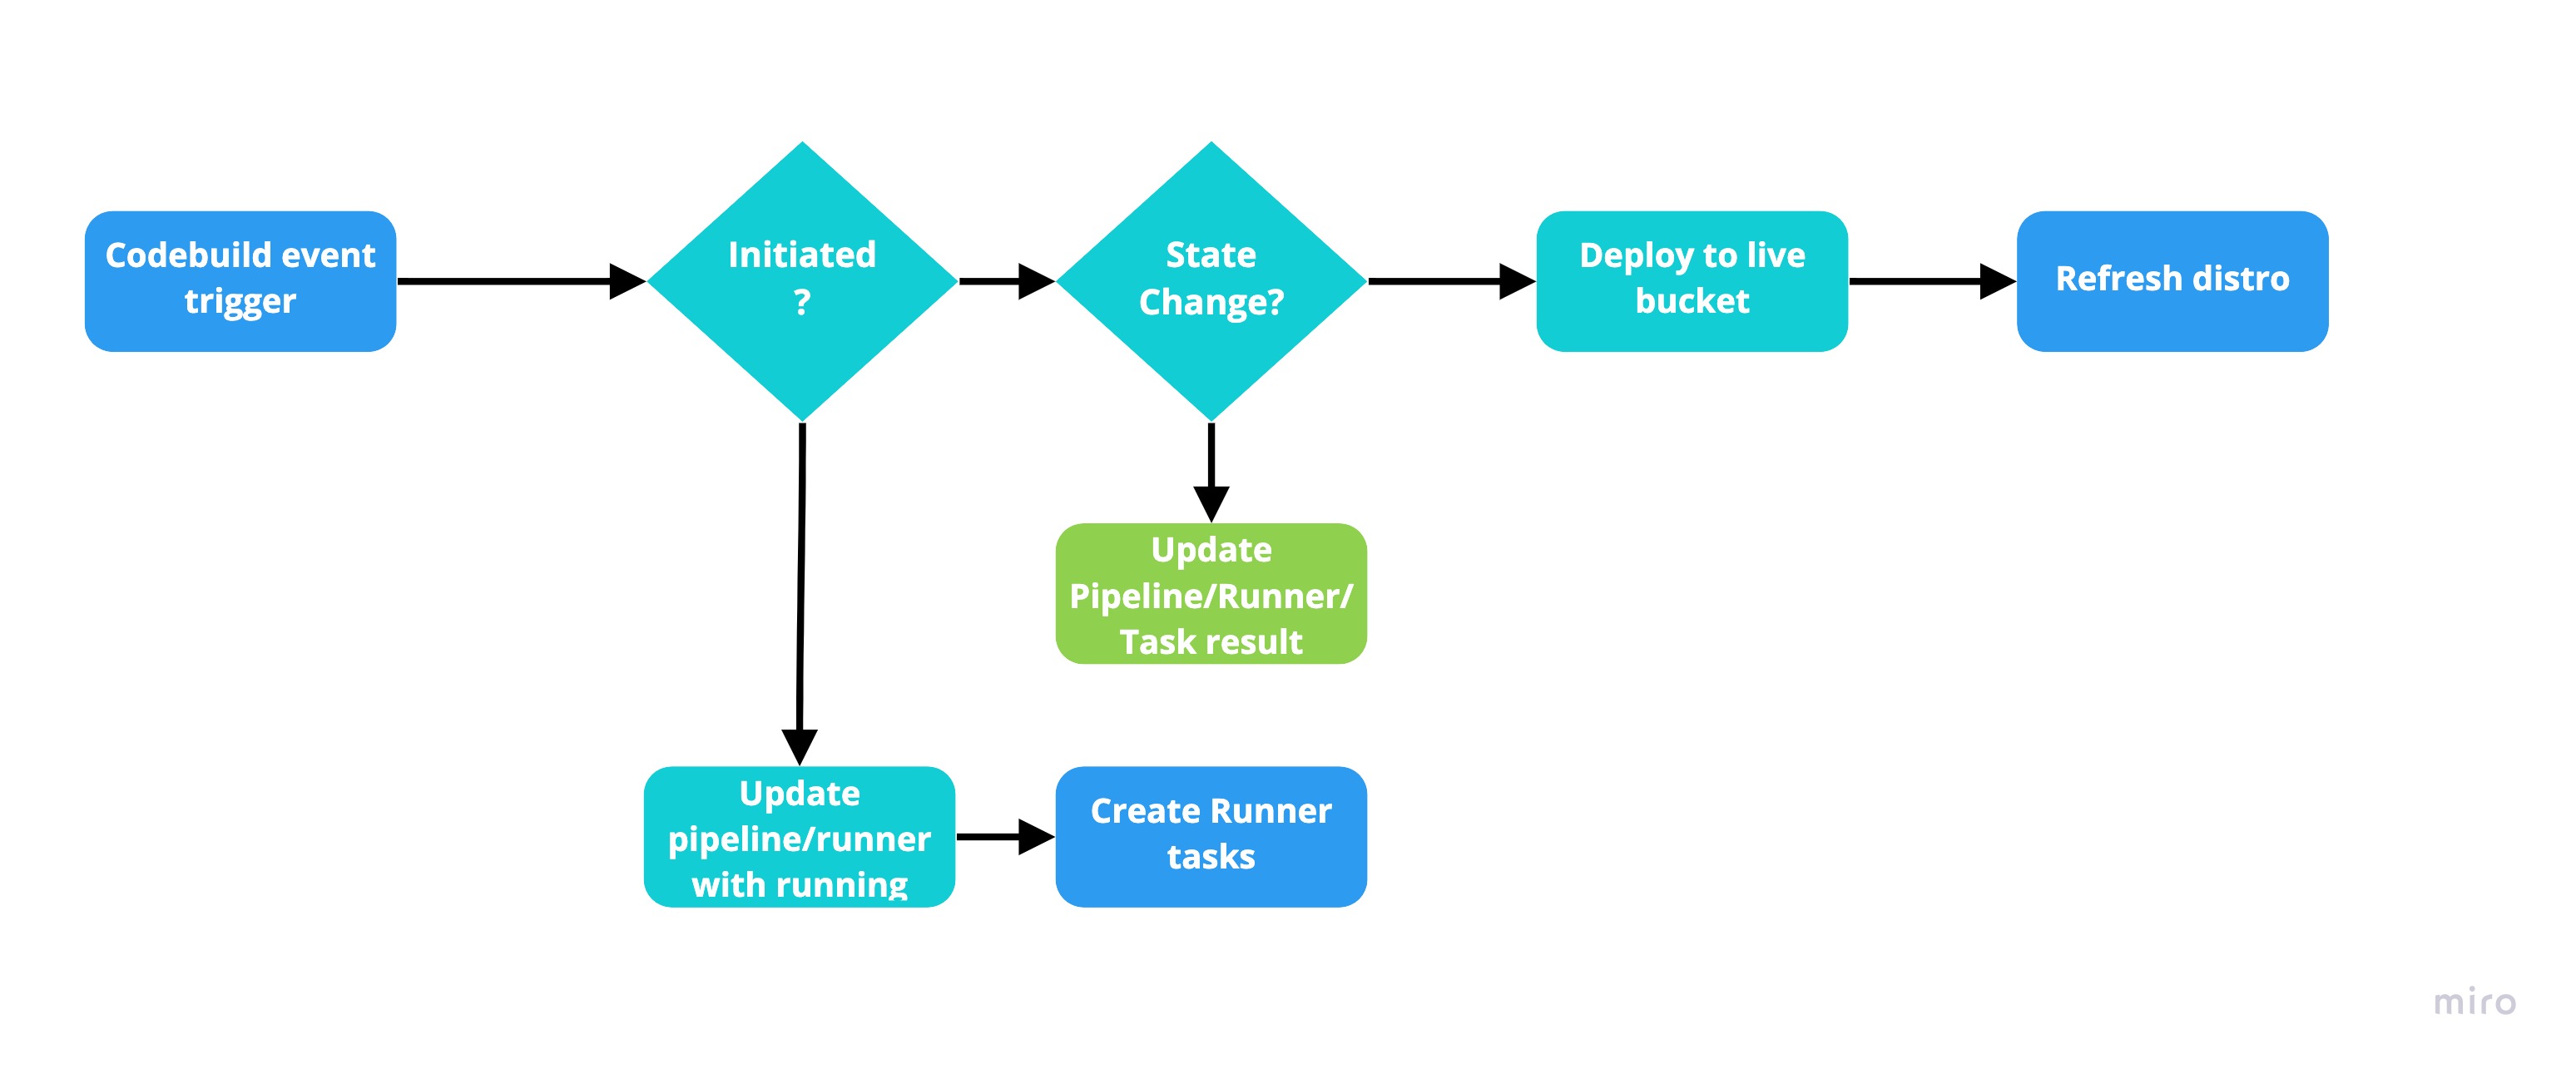 Codebuild event
trigger
Initiated
?
State
Change?
Deploy to live
bucket
Refresh distro
Update
Pipeline/Runner/
Task result
Update
pipeline/runner
with running
Create Runner
tasks
miro